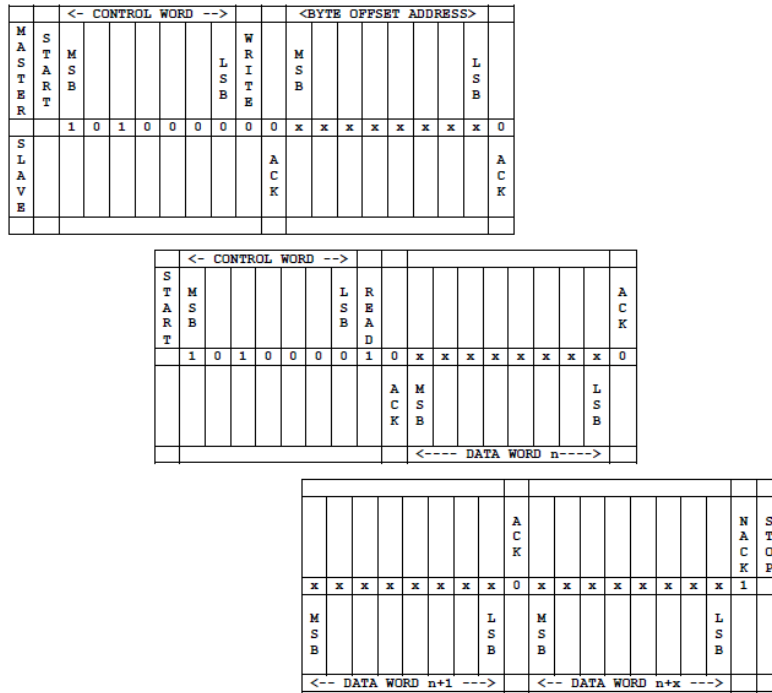 <- CONTROL WORD -->
<BYTE OFFSET ADDRESS>
MASTER
START
MSB
LSB
WRITE
MSB
LSB
1 0 1 0 0 0 0 0 0 x x x x x x x x 0
SLAVE
ACK
ACK
<- CONTROL WORD -->
START
MSB
LSB
READ
ACK
1 0 1 0 0 0 0 1 0 x x x x x x x x 0
ACK
MSB
LSB
<---- DATA WORD n---->
ACK
NACK
STOP
x x x x x x x x 0 x x x x x x x x 1
MSB
LSB
MSB
LSB
<-- DATA WORD n+1 --->
<-- DATA WORD n+x --->